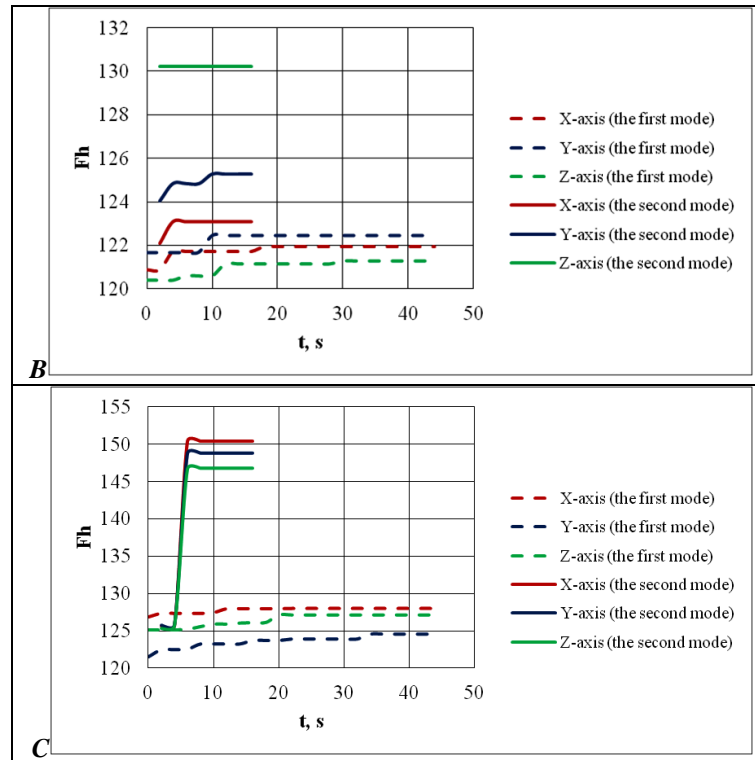 132
130
128
126
125
124
122
120
Fh
0
10
20
30
40
50
t, s
X-axis (the first mode)
Y-axis (the first mode)
Z-axis (the first mode)
X-axis (the second mode)
Y-axis (the second mode)
Z-axis (the second mode)
B
155
150
145
140
135
130
125
120
Fh
0
10
20
30
40
50
t, s
X-axis (the first mode)
Y-axis (the first mode)
Z-axis (the first mode)
X-axis (the second mode)
Y-axis (the second mode)
Z-axis (the second mode)
C